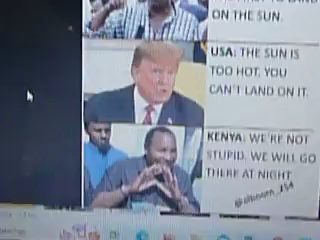 ON THE SUN.
USA: THE SUN IS
TOO HOT, YOU
CAN'T LAND ON IT.
KENYA: WE'RE NOT
STUPID. WE WILL GO
THERE AT NIGHT